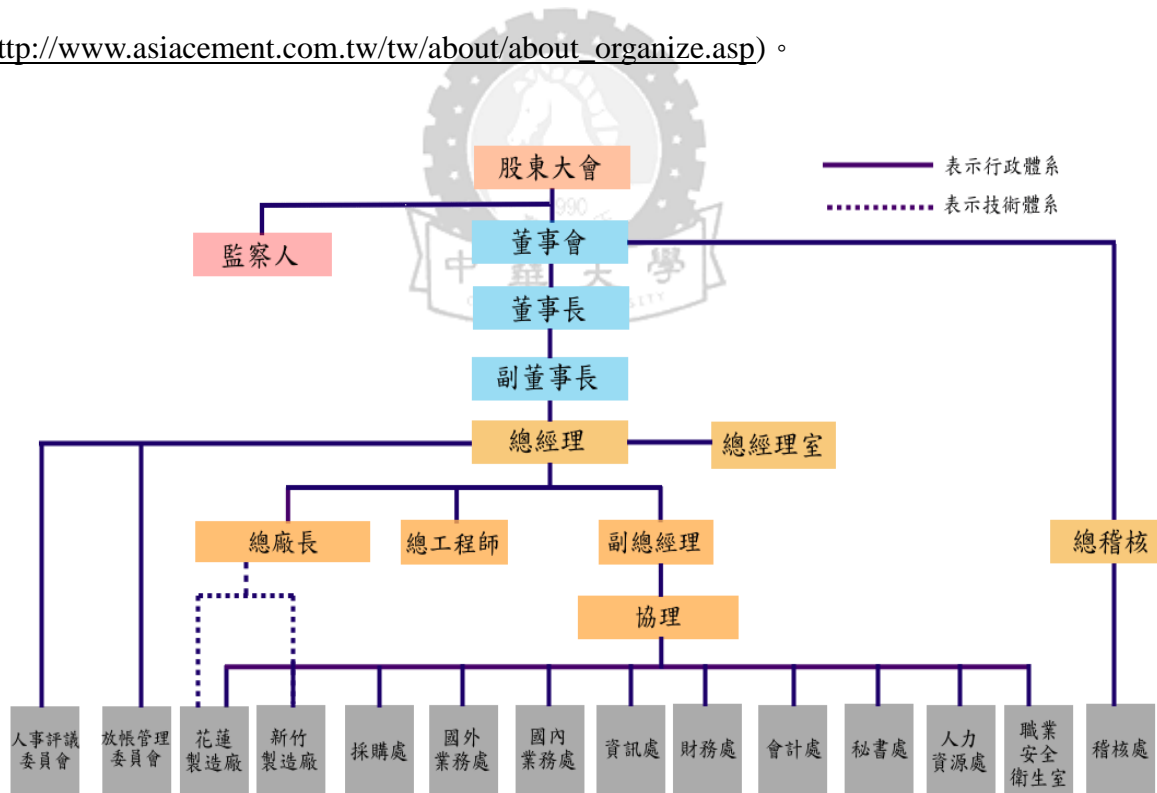 ttp://www.asiacement.com.tw/tw/about/about_organize.asp)。
股東大會
表示行政體系
表示技術體系
990
監察人
董事會
中華大學
董事長
副董事長
總經理
總經理室
總廠長
總工程師
副總經理
總稽核
協理
人事評議
委員會
放帳管理
委員會
花蓮
製造廠
新竹
製造廠
採購處
國外
業務處
國內
業務處
資訊處
財務處
會計處
秘書處
人力
資源處
職業
安全
衛生室
稽核處